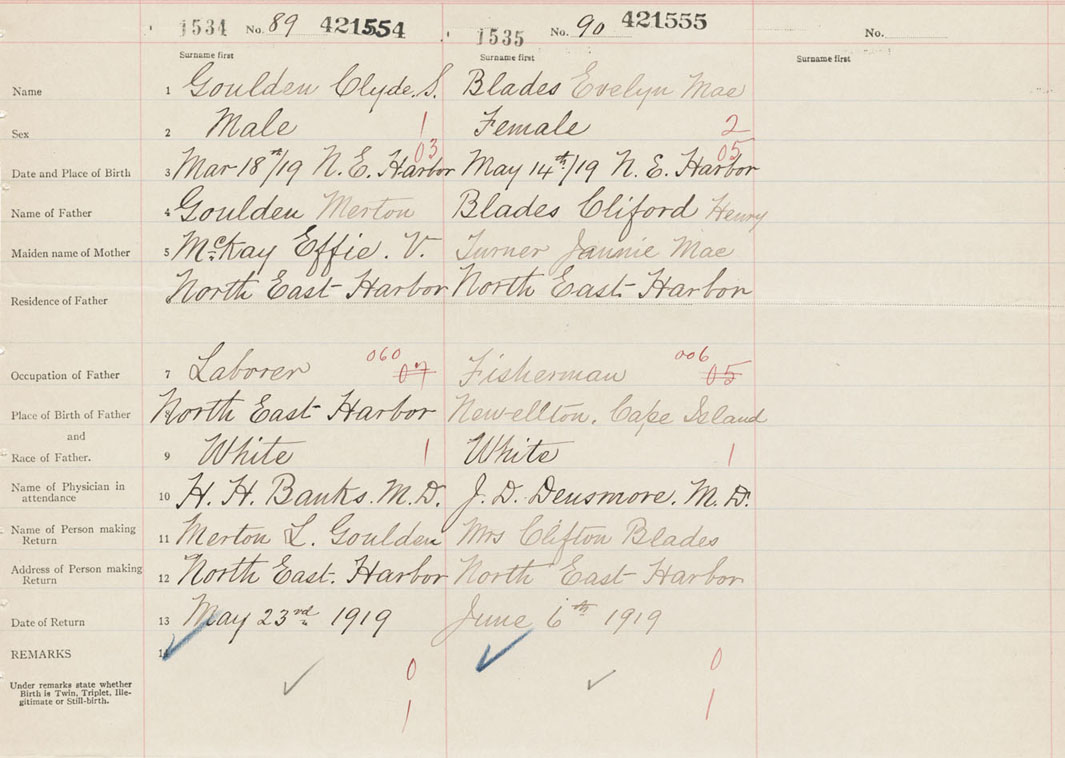 1534 No. 89 421554 1535 No. 90 421555 No.
Surname first Surname first Surname first
Name 1 Goulden Clyde. S. Blades Evelyn Mae
Sex 2 Male 1 Female 2
03 05
Date and Place of Birth 3 Mar 18th/19 N. E. Harbor May 14th/19 N. E. Harbor
Name of Father 4 Goulden Merton Blades Cliford Henry
Maiden name of Mother 5 McKay Effie. V. Turner Jannie Mae
Residence of Father North East Harbor North East Harbor
060 006
Occupation of Father 7 Laborer 07 Fisherman 05
Place of Birth of Father 8 North East Harbor Newellton, Cape Island
and
Race of Father. 9 White 1 White 1
Name of Physician in
attendance 10 H. H. Banks. M. D. J. D. Densmore. M. D.
Name of Person making
Return 11 Merton L. Goulden Mrs Clifton Blades
Address of Person making
Return 12 North East. Harbor North East Harbor
Date of Return 13 May 23rd 1919 June 6th 1919
REMARKS 14
0 0
Under remarks state whether
Birth is Twin, Triplet, Ille-
gitimate or Still-birth.
1 1